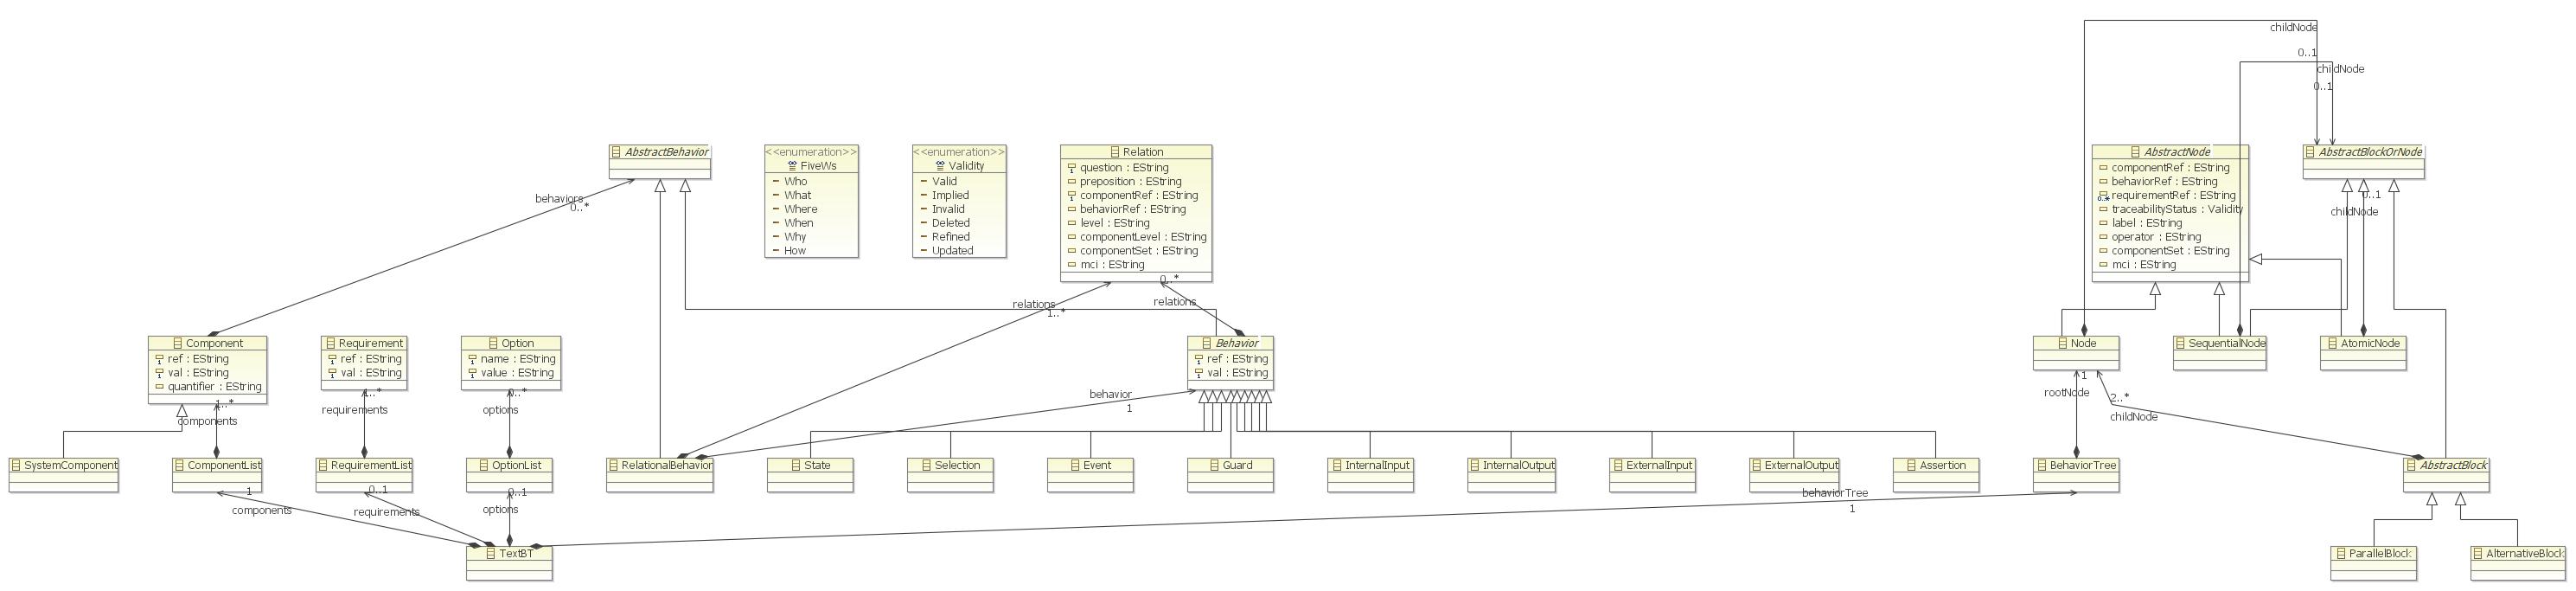 childNode
0..1
childNode
0..1
AbstractBehavior
<<enumeration>>
FiveWs
Who
What
Where
When
Why
How
<<enumeration>>
Validity
Valid
Implied
Invalid
Deleted
Refined
Updated
Relation
question : EString
preposition : EString
componentRef : EString
behaviorRef : EString
level : EString
componentLevel : EString
componentSet : EString
mci : EString
AbstractNode
componentRef : EString
behaviorRef : EString
requirementRef : EString
traceabilityStatus : Validity
label : EString
operator : EString
componentSet : EString
mci : EString
AbstractBlockOrNode
behaviors
0..*
0..1
childNode
relations
1..*
relations
0..*
Component
ref : EString
val : EString
quantifier : EString
Requirement
ref : EString
val : EString
Option
name : EString
value : EString
Behavior
ref : EString
val : EString
Node
SequentialNode
AtomicNode
1..*
components
1..*
requirements
0..*
options
behavior
1
1
rootNode
2..*
childNode
SystemComponent
ComponentList
RequirementList
OptionList
RelationalBehavior
State
Selection
Event
Guard
InternalInput
InternalOutput
ExternalInput
ExternalOutput
Assertion
BehaviorTree
AbstractBlock
1
components
0..1
requirements
0..1
options
behaviorTree
1
TextBT
ParallelBlock
AlternativeBlock